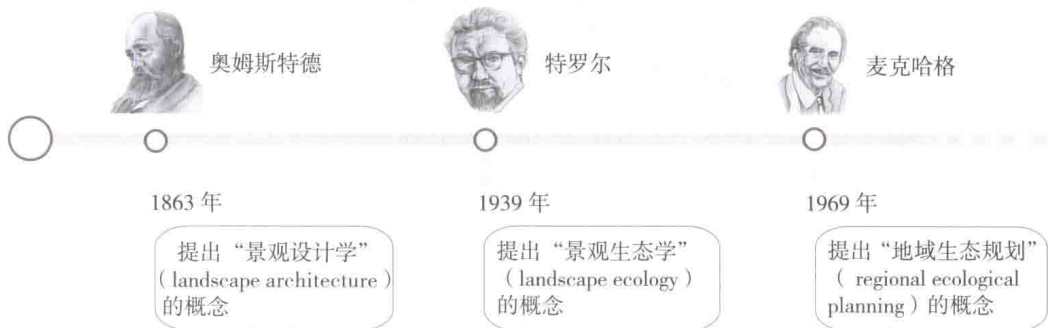 奥姆斯特德
特罗尔
麦克哈格
1863 年
1939 年
1969 年
提出“景观设计学”
（landscape architecture）
的概念
提出“景观生态学”
（landscape ecology）
的概念
提出“地域生态规划”
（ regional ecological
planning）的概念